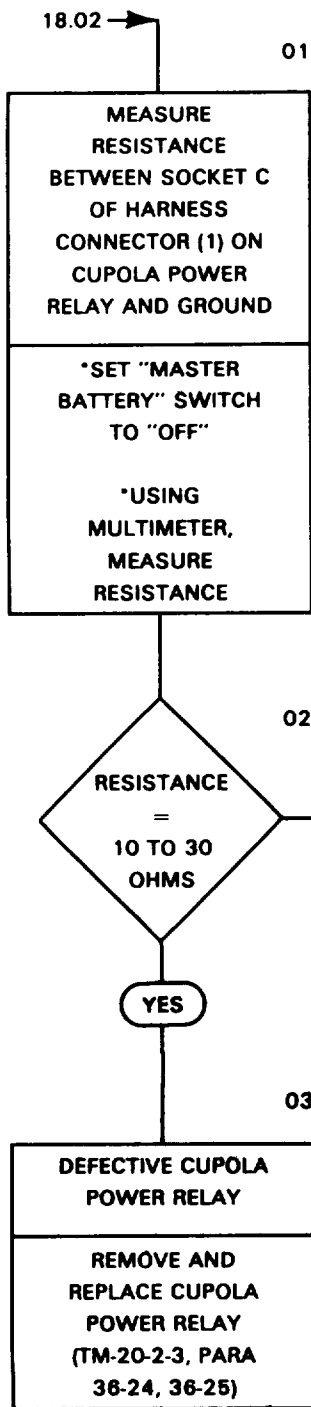 18.02
01
MEASURE
RESISTANCE
BETWEEN SOCKET C
OF HARNESS
CONNECTOR (1) ON
CUPOLA POWER
RELAY AND GROUND
*SET "MASTER
BATTERY" SWITCH
TO "OFF"
*USING
MULTIMETER,
MEASURE
RESISTANCE
02
RESISTANCE
=
10 TO 30
OHMS
YES
03
DEFECTIVE CUPOLA
POWER RELAY
REMOVE AND
REPLACE CUPOLA
POWER RELAY
(TM-20-2-3, PARA
36-24, 36-25)